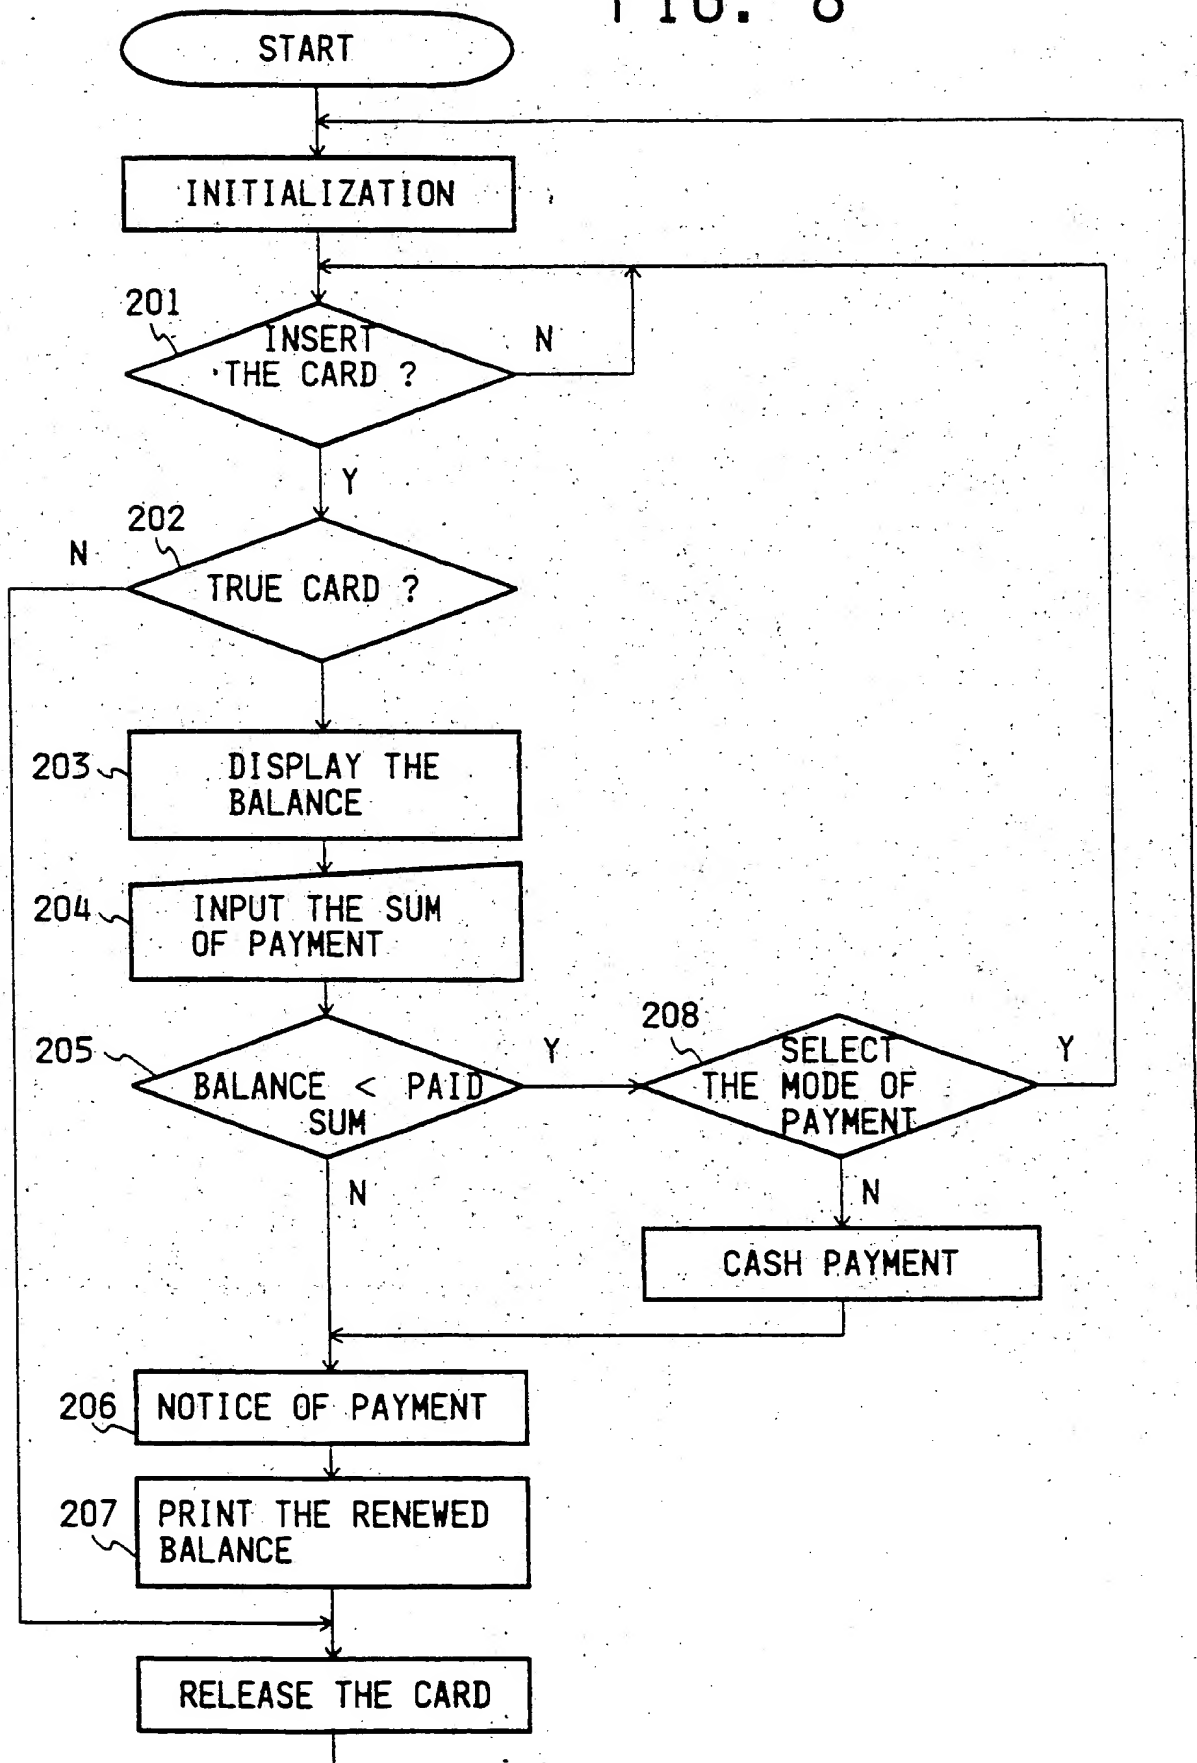 FIG. 8
START
INITIALIZATION
201
INSERT
THE CARD ?
N
Y
202
N
TRUE CARD ?
203
DISPLAY THE
BALANCE
204
INPUT THE SUM
OF PAYMENT
205
BALANCE < PAID
SUM
Y
208
SELECT
THE MODE OF
PAYMENT
Y
N
N
CASH PAYMENT
206
NOTICE OF PAYMENT
207
PRINT THE RENEWED
BALANCE
RELEASE THE CARD